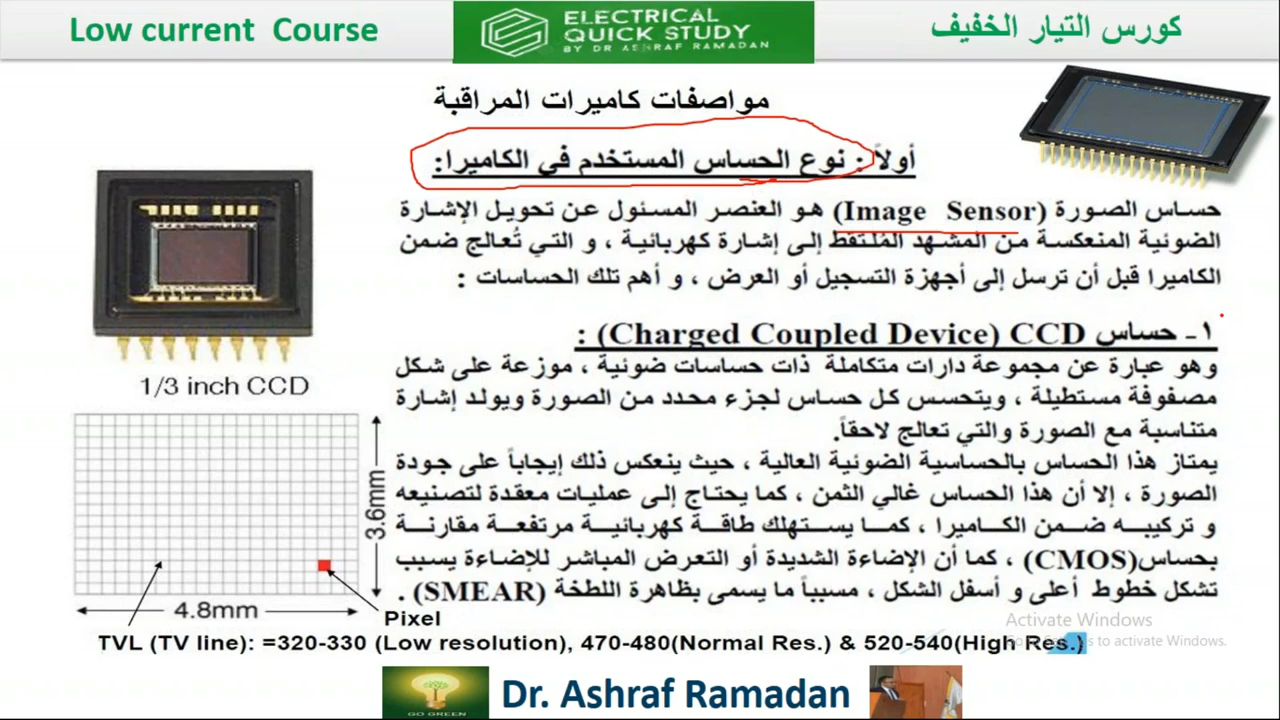 Low current Course
ELECTRICAL
QUICK STUDY
BY DR ASHRAF RAMADAN
كورس التيار الخفيف
مواصفات كاميرات المراقبة
أولاً : نوع الحساس المستخدم في الكاميرا:
حساس الصورة (Image Sensor) هو العنصر المسئول عن تحويل الإشارة
الضوئية المنعكسة من المشهد المُلتقط إلى إشارة كهربائية ، و التي تُعالج ضمن
الكاميرا قبل أن ترسل إلى أجهزة التسجيل أو العرض ، و أهم تلك الحساسات :
١- حساس CCD (Charged Coupled Device) :
وهو عبارة عن مجموعة دارات متكاملة ذات حساسات ضوئية ، موزعة على شكل
مصفوفة مستطيلة ، ويتحسس كل حساس لجزء محدد من الصورة ويولد إشارة
متناسبة مع الصورة والتي تعالج لاحقاً.
يمتاز هذا الحساس بالحساسية الضوئية العالية ، حيث ينعكس ذلك إيجاباً على جودة
الصورة ، إلا أن هذا الحساس غالي الثمن ، كما يحتاج إلى عمليات معقدة لتصنيعه
و تركيبه ضمن الكاميرا ، كما يستهلك طاقة كهربائية مرتفعة مقارنة
بحساس(CMOS) ، كما أن الإضاءة الشديدة أو التعرض المباشر للإضاءة يسبب
تشكل خطوط أعلى و أسفل الشكل ، مسبباً ما يسمى بظاهرة اللطخة (SMEAR) .
1/3 inch CCD
3.6mm
4.8mm
Pixel
TVL (TV line): =320-330 (Low resolution), 470-480(Normal Res.) & 520-540(High Res.)
Activate Windows
s to activate Windows.
GO GREEN
Dr. Ashraf Ramadan